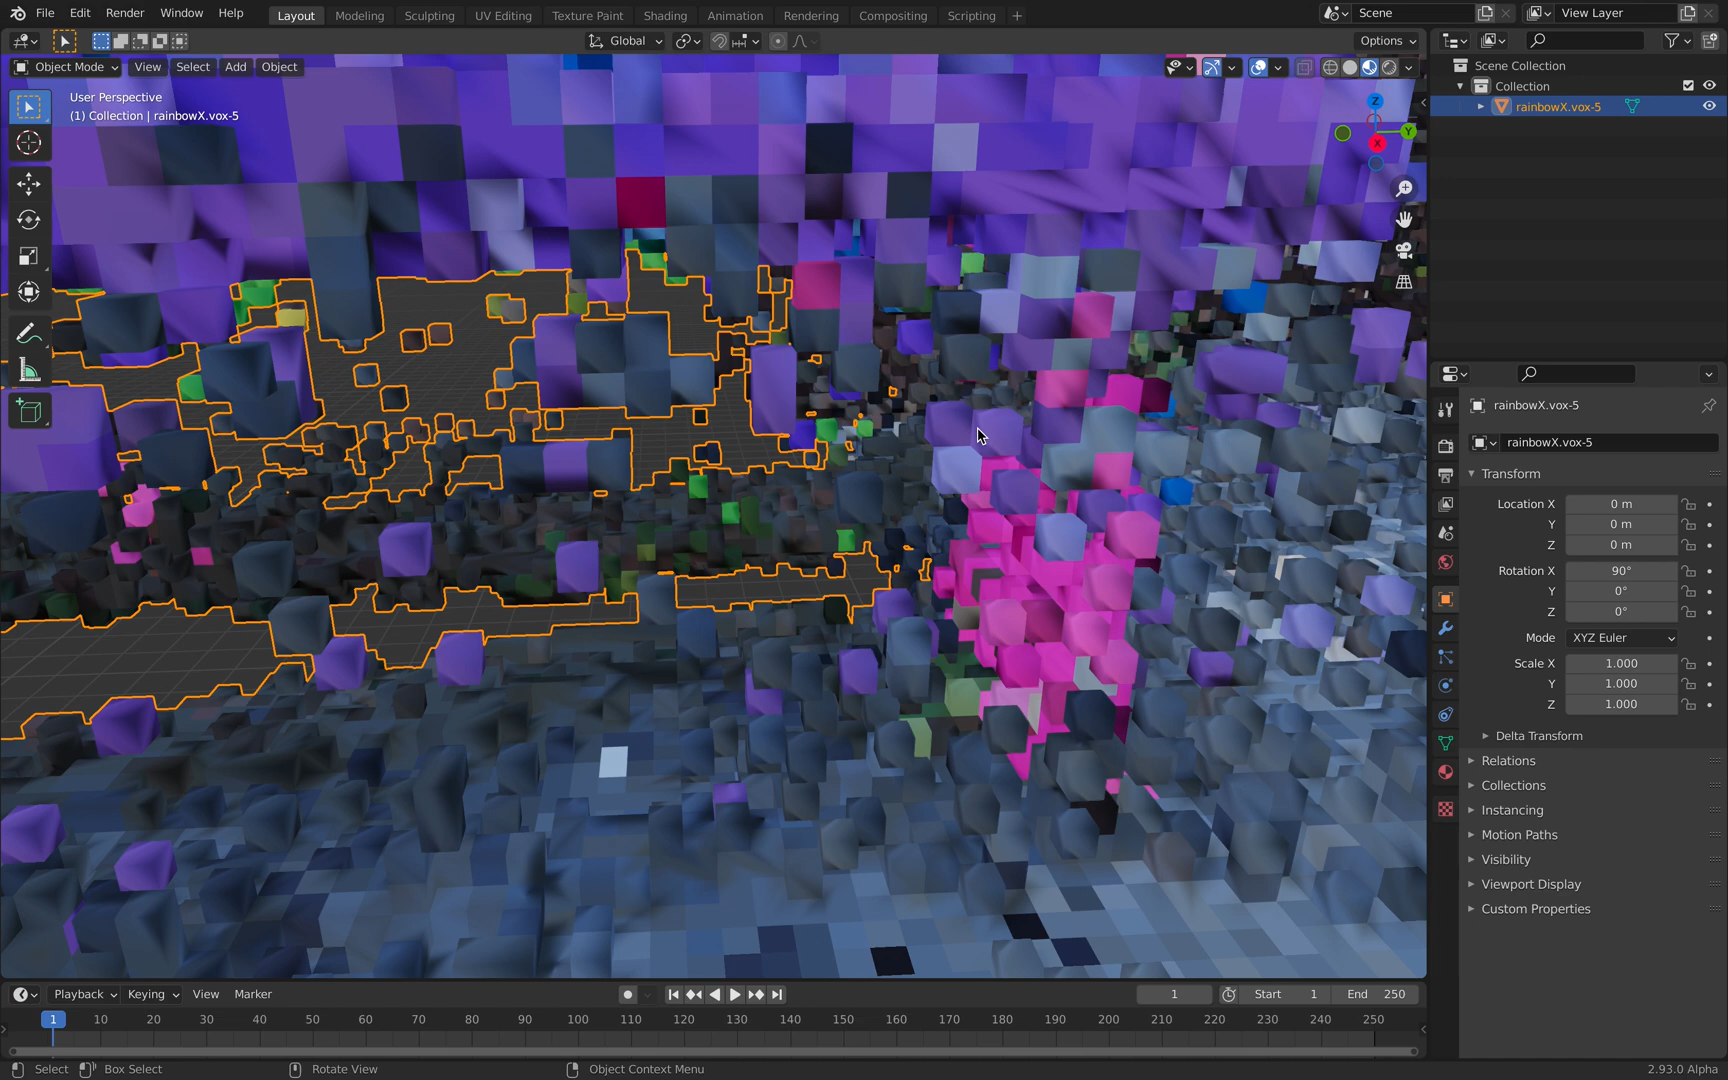 File Edit Render Window Help Layout Modeling Sculpting UV Editing Texture Paint Shading Animation Rendering Compositing Scripting + Scene View Layer
Global Options
Object Mode View Select Add Object
User Perspective
(1) Collection | rainbowX.vox-5
Z
Y
X
Scene Collection
Collection
rainbowX.vox-5
rainbowX.vox-5
rainbowX.vox-5
Transform
Location X 0 m
Y 0 m
Z 0 m
Rotation X 90°
Y 0°
Z 0°
Mode XYZ Euler
Scale X 1.000
Y 1.000
Z 1.000
Delta Transform
Relations
Collections
Instancing
Motion Paths
Visibility
Viewport Display
Custom Properties
Playback Keying View Marker 1 Start 1 End 250
1 10 20 30 40 50 60 70 80 90 100 110 120 130 140 150 160 170 180 190 200 210 220 230 240 250
Select Box Select Rotate View Object Context Menu 2.93.0 Alpha